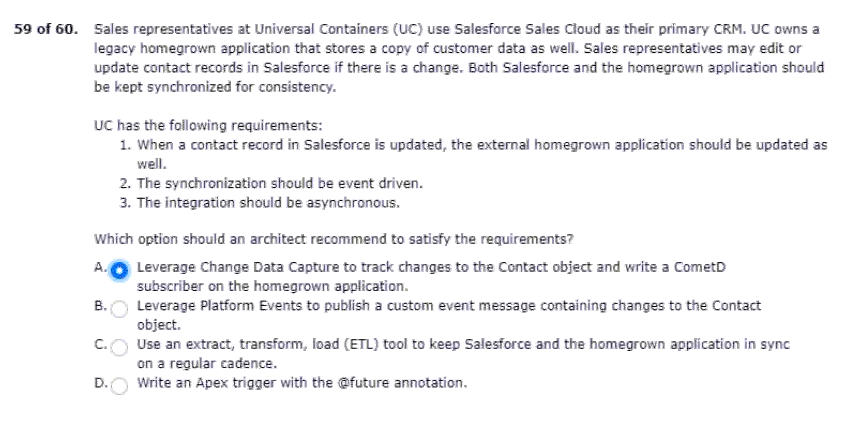 59 of 60. Sales representatives at Universal Containers (UC) use Salesforce Sales Cloud as their primary CRM. UC owns a
legacy homegrown application that stores a copy of customer data as well. Sales representatives may edit or
update contact records in Salesforce if there is a change. Both Salesforce and the homegrown application should
be kept synchronized for consistency.
UC has the following requirements:
1. When a contact record in Salesforce is updated, the external homegrown application should be updated as
well.
2. The synchronization should be event driven.
3. The integration should be asynchronous.
Which option should an architect recommend to satisfy the requirements?
A. Leverage Change Data Capture to track changes to the Contact object and write a CometD
subscriber on the homegrown application.
B. Leverage Platform Events to publish a custom event message containing changes to the Contact
object.
C. Use an extract, transform, load (ETL) tool to keep Salesforce and the homegrown application in sync
on a regular cadence.
D. Write an Apex trigger with the @future annotation.